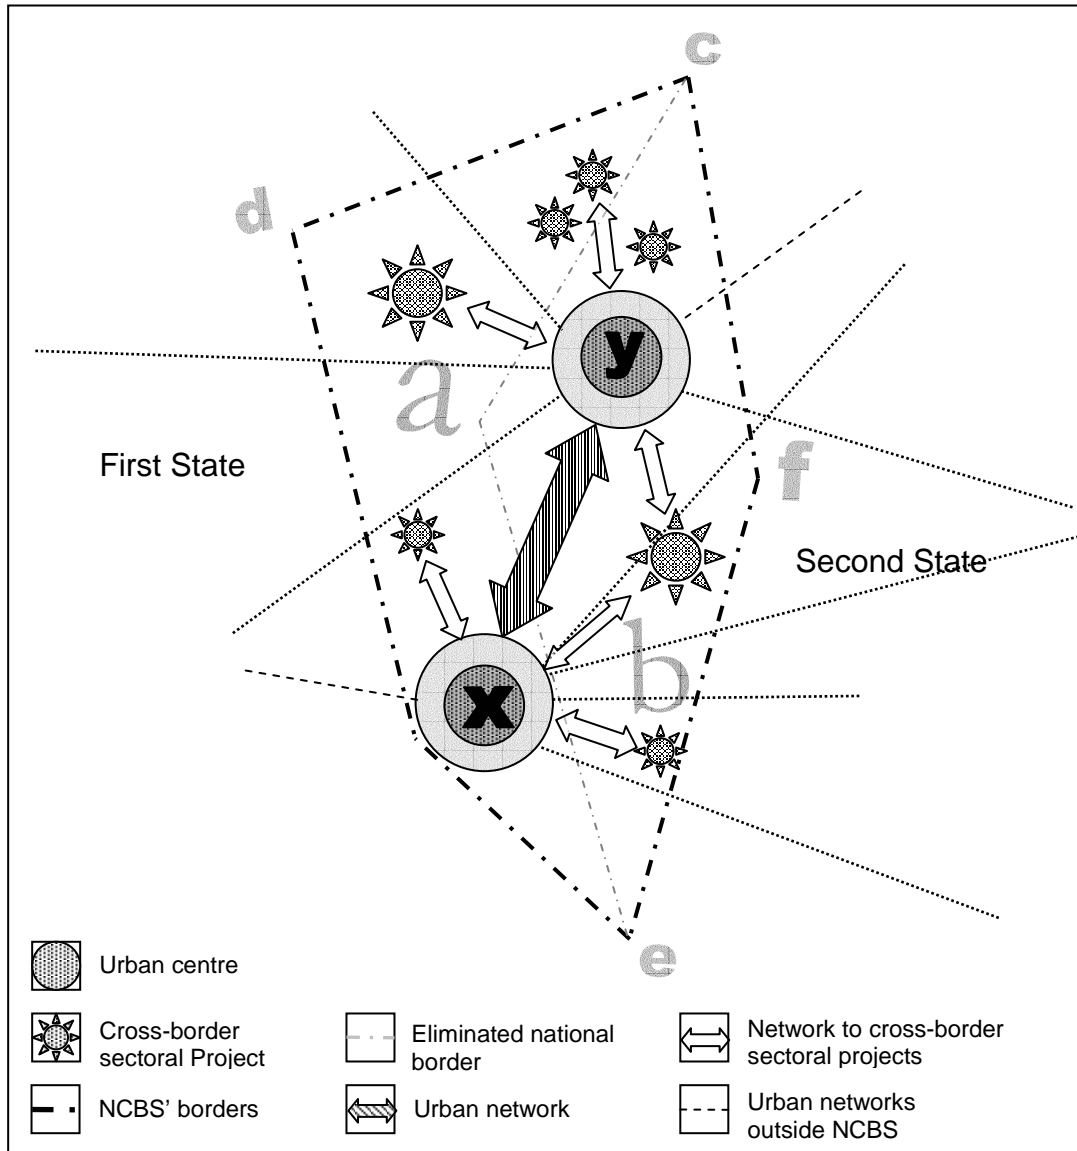 c
d
y
a
First State
f
Second State
b
x
e
Urban centre
Cross-border
sectoral Project
Eliminated national
border
Network to cross-border
sectoral projects
NCBS' borders
Urban network
Urban networks
outside NCBS